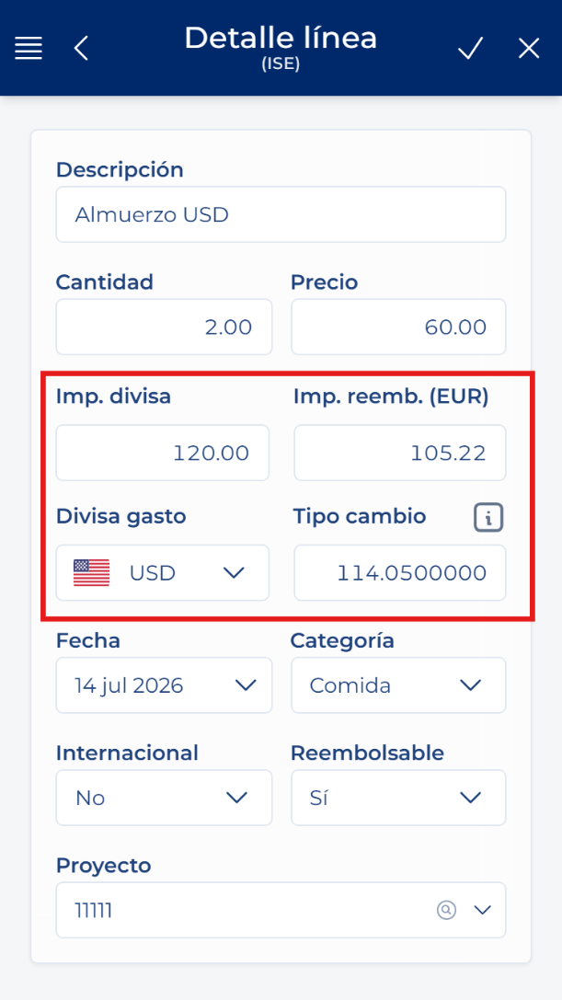 Detalle línea
(ISE)
Descripción
Almuerzo USD
Cantidad Precio
2.00 60.00
Imp. divisa Imp. reemb. (EUR)
120.00 105.22
Divisa gasto Tipo cambio i
USD 114.0500000
Fecha Categoría
14 jul 2026 Comida
Internacional Reembolsable
No Sí
Proyecto
11111